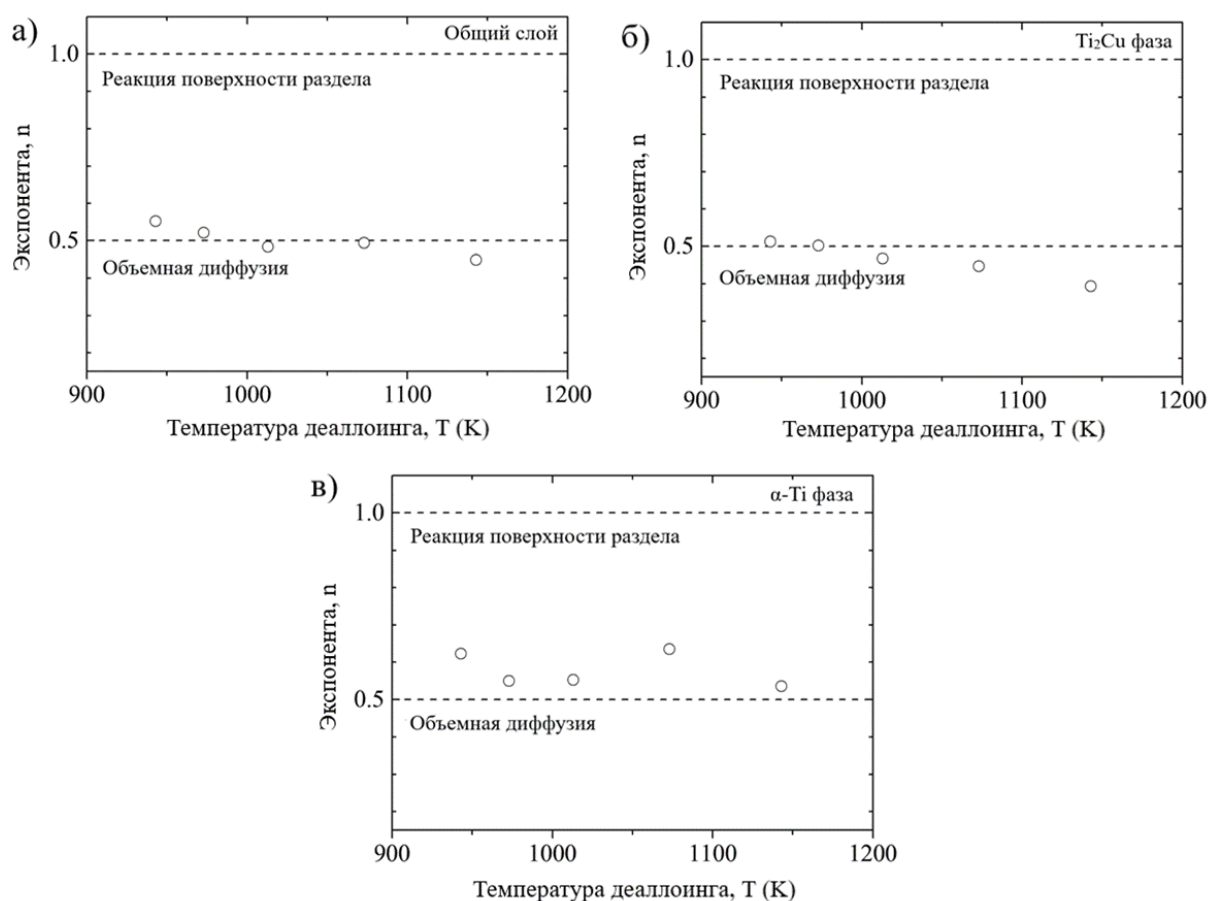 а)
Общий слой
1.0
Реакция поверхности раздела
Экспонента, n
0.5
Объемная диффузия
900
1000
1100
1200
Температура деаллоинга, T (K)
б)
Ti₂Cu фаза
1.0
Реакция поверхности раздела
Экспонента, n
0.5
Объемная диффузия
900
1000
1100
1200
Температура деаллоинга, T (K)
в)
α-Ti фаза
1.0
Реакция поверхности раздела
Экспонента, n
0.5
Объемная диффузия
900
1000
1100
1200
Температура деаллоинга, T (K)